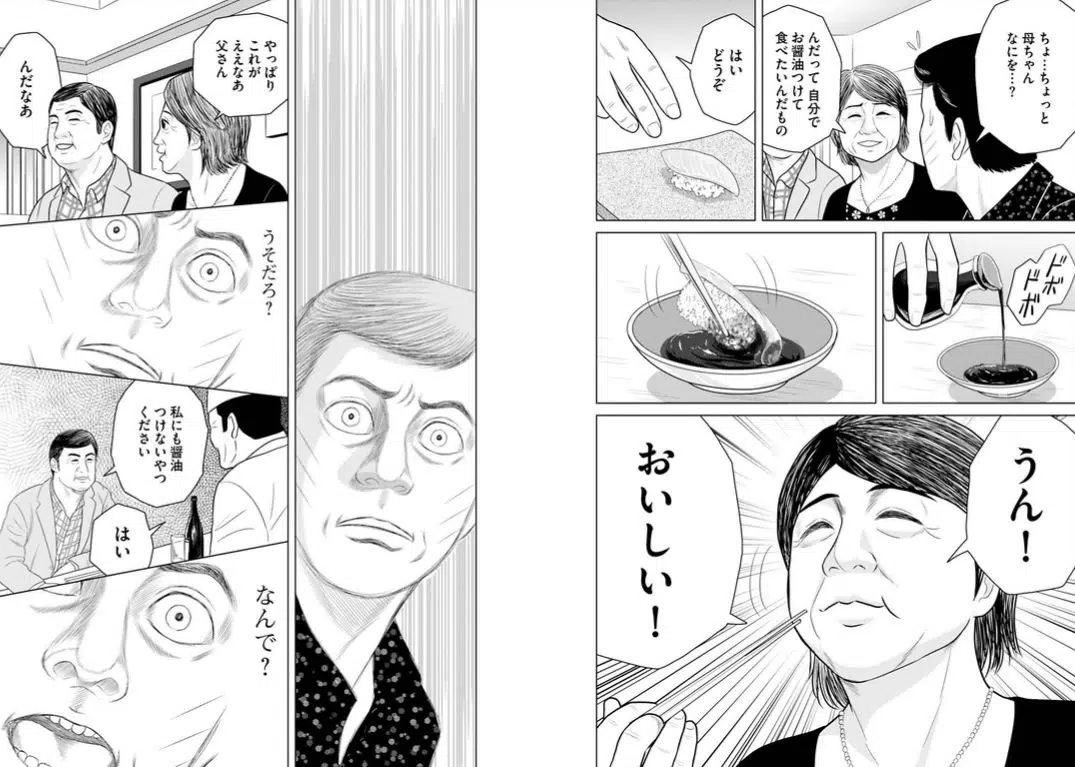 ちょ…ちょっと
母ちゃん
なにを…?
んだって 自分で
お醤油つけて
食べたいんだもの
はい
どうぞ
ドボ
ドボ
うん!
おいしい!
やっぱり
これが
ええなあ
父さん
んだなあ
うそだろ?
私にも醤油
つけないやつ
ください
はい
なんで?